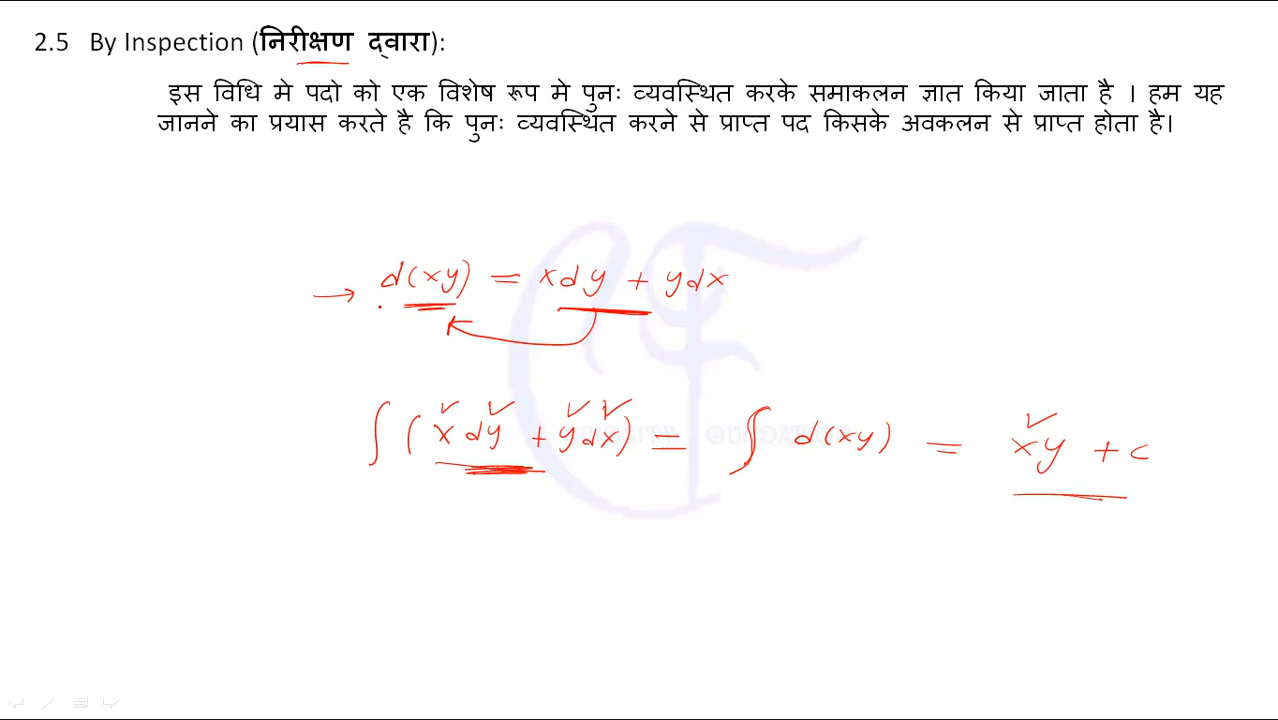 2.5 By Inspection (निरीक्षण द्वारा):
इस विधि मे पदो को एक विशेष रूप मे पुनः व्यवस्थित करके समाकलन ज्ञात किया जाता है । हम यह
जानने का प्रयास करते है कि पुनः व्यवस्थित करने से प्राप्त पद किसके अवकलन से प्राप्त होता है।
→ d(xy) = xdy + ydx
∫ (xdy + ydx) = ∫ d(xy) = xy + c